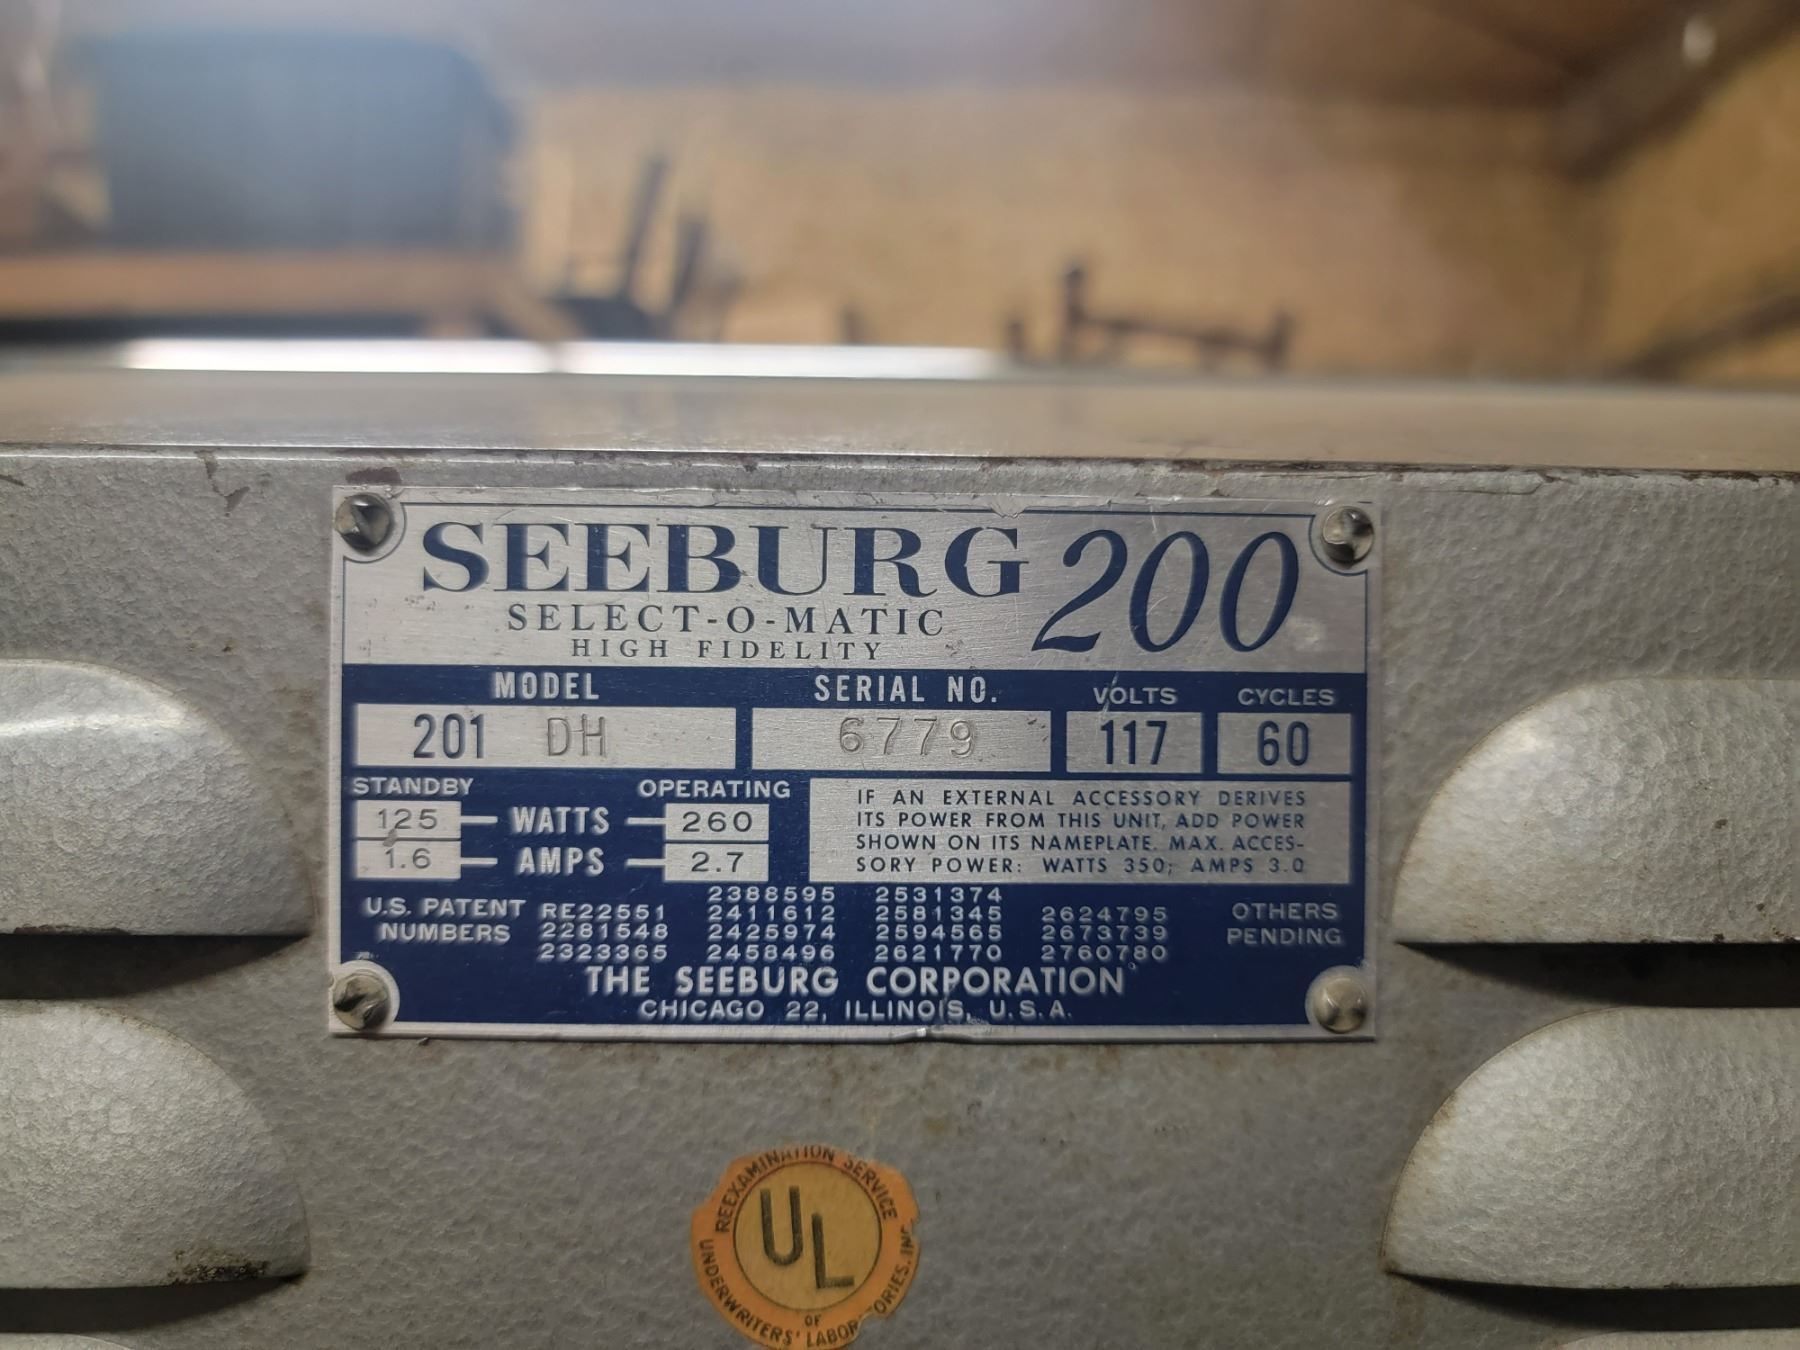 SEEBURG 200
SELECT-O-MATIC
HIGH FIDELITY
MODEL SERIAL NO. VOLTS CYCLES
201 DH 6779 117 60
STANDBY OPERATING
125 WATTS 260
1.6 AMPS 2.7
IF AN EXTERNAL ACCESSORY DERIVES
ITS POWER FROM THIS UNIT, ADD POWER
SHOWN ON ITS NAMEPLATE. MAX. ACCES-
SORY POWER: WATTS 350; AMPS 3.0
U.S. PATENT
NUMBERS
RE22551
2281548
2323365
2388595
2411612
2425974
2458496
2531374
2581345
2594565
2621770
2624795
2673739
2760780
OTHERS
PENDING
THE SEEBURG CORPORATION
CHICAGO 22, ILLINOIS, U.S.A.
REEXAMINATION SERVICE
UL
OF
UNDERWRITERS' LABORATORIES, INC.